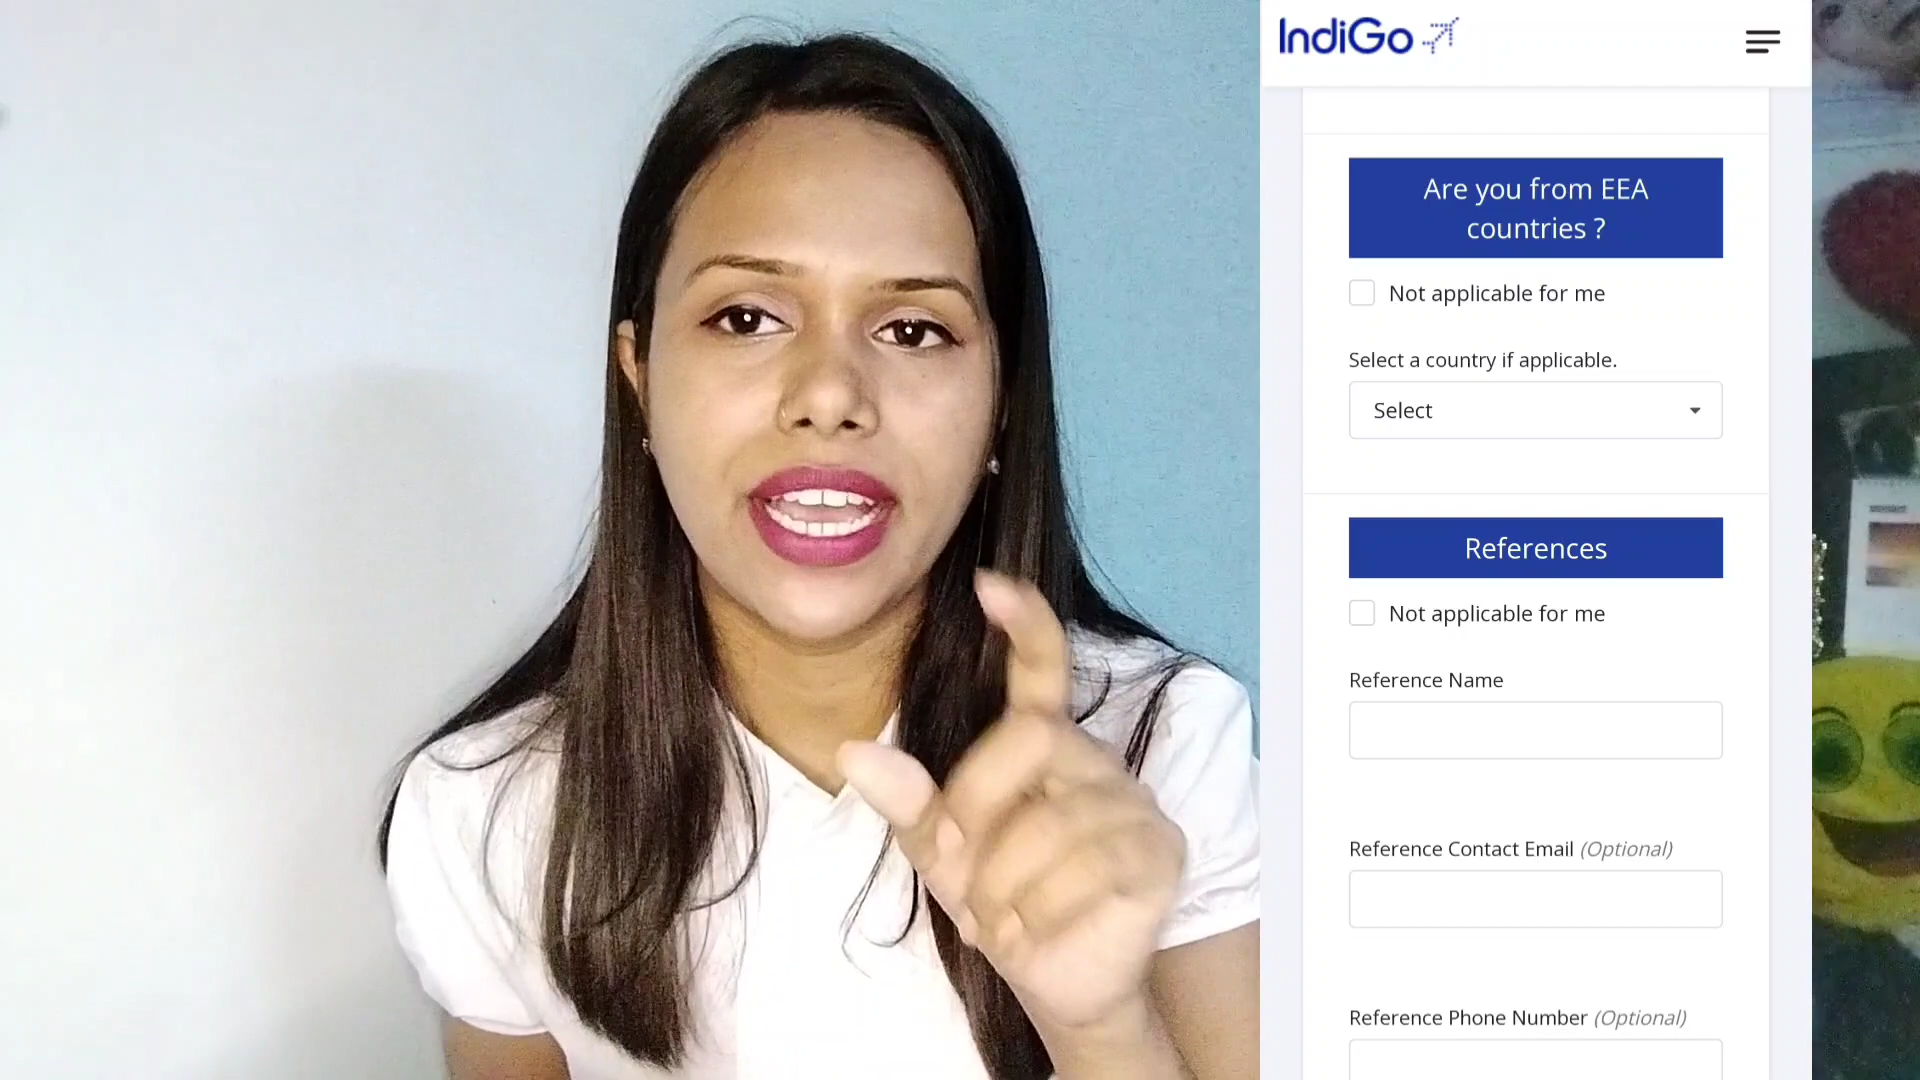 IndiGo
Are you from EEA
countries ?
Not applicable for me
Select a country if applicable.
Select
References
Not applicable for me
Reference Name
Reference Contact Email (Optional)
Reference Phone Number (Optional)